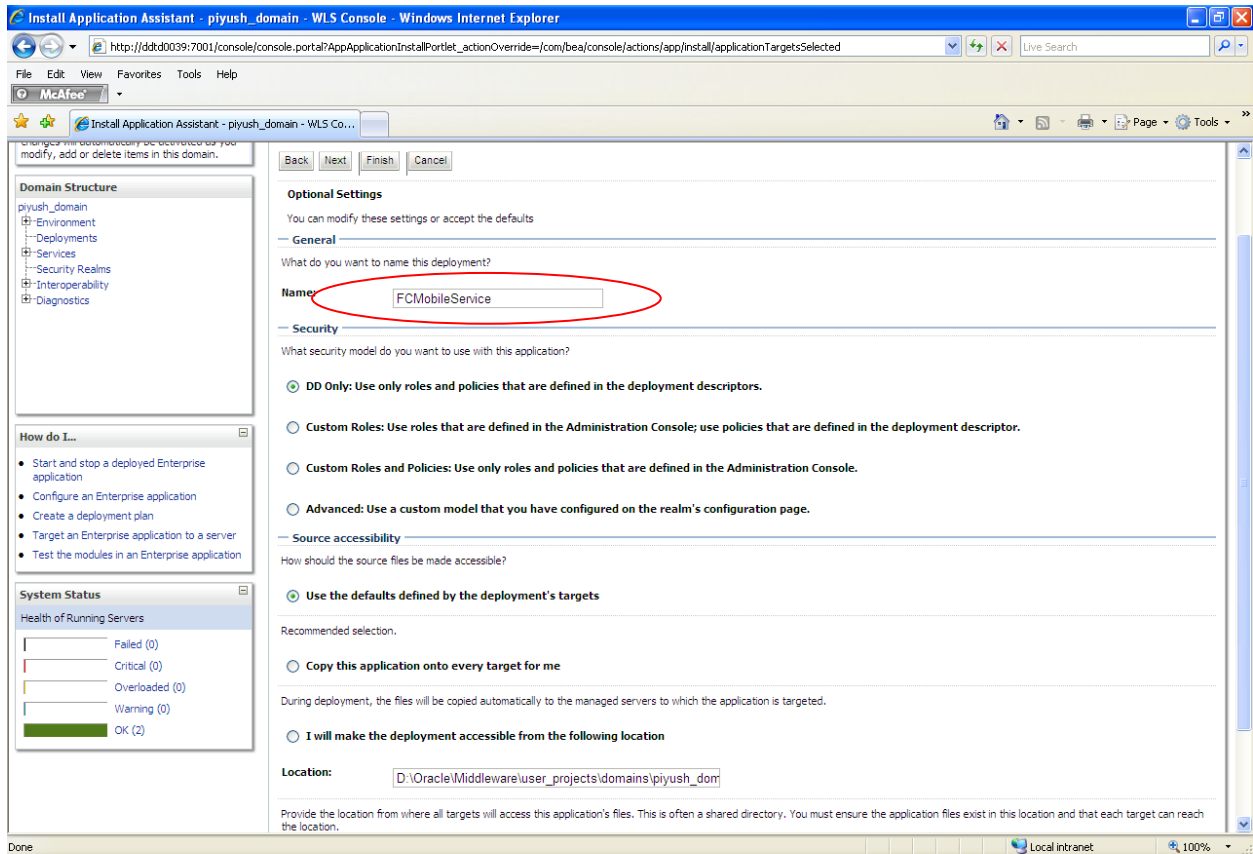 Install Application Assistant - piyush_domain - WLS Console - Windows Internet Explorer
http://ddtd0039:7001/console/console.portal?AppApplicationInstallPortlet_actionOverride=/com/bea/console/actions/app/install/applicationTargetsSelected
Live Search
File Edit View Favorites Tools Help
McAfee
Install Application Assistant - piyush_domain - WLS Co...
Page Tools
changes will automatically be activated as you
modify, add or delete items in this domain.
Domain Structure
piyush_domain
Environment
Deployments
Services
Security Realms
Interoperability
Diagnostics
How do I...
Start and stop a deployed Enterprise
application
Configure an Enterprise application
Create a deployment plan
Target an Enterprise application to a server
Test the modules in an Enterprise application
System Status
Health of Running Servers
Failed (0)
Critical (0)
Overloaded (0)
Warning (0)
OK (2)
Back Next Finish Cancel
Optional Settings
You can modify these settings or accept the defaults
General
What do you want to name this deployment?
Name: FCMobileService
Security
What security model do you want to use with this application?
DD Only: Use only roles and policies that are defined in the deployment descriptors.
Custom Roles: Use roles that are defined in the Administration Console; use policies that are defined in the deployment descriptor.
Custom Roles and Policies: Use only roles and policies that are defined in the Administration Console.
Advanced: Use a custom model that you have configured on the realm's configuration page.
Source accessibility
How should the source files be made accessible?
Use the defaults defined by the deployment's targets
Recommended selection.
Copy this application onto every target for me
During deployment, the files will be copied automatically to the managed servers to which the application is targeted.
I will make the deployment accessible from the following location
Location: D:\Oracle\Middleware\user_projects\domains\piyush_dom
Provide the location from where all targets will access this application's files. This is often a shared directory. You must ensure the application files exist in this location and that each target can reach
the location.
Done
Local intranet
100%